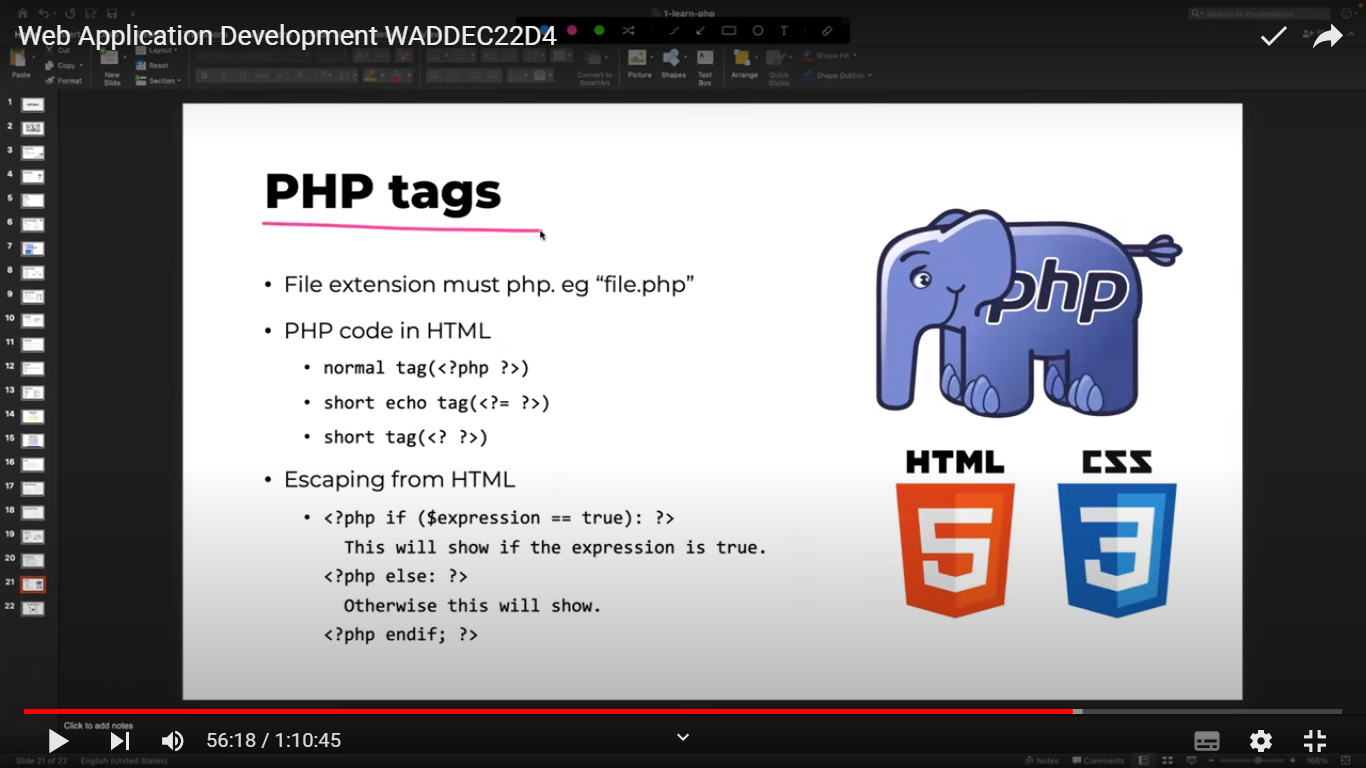 1-learn-php
Search in Presentation
Web Application Development WADDEC22D4
Cut
Layout
Paste
Copy
New
Slide
Reset
Convert to
SmartArt
Picture
Shapes
Text
Box
Arrange
Quick
Styles
Shape Fill
Format
Section
Shape Outline
1
2
3
4
5
6
7
8
9
10
11
12
13
14
15
16
17
18
19
20
21
22
PHP tags
• File extension must php. eg “file.php”
• PHP code in HTML
• normal tag(<?php ?>)
• short echo tag(<?= ?>)
• short tag(<? ?>)
• Escaping from HTML
• <?php if ($expression == true): ?>
This will show if the expression is true.
<?php else: ?>
Otherwise this will show.
<?php endif; ?>
php
HTML
5
CSS
3
Click to add notes
56:18 / 1:10:45
Slide 21 of 22
English (United States)
Notes
Comments
166%